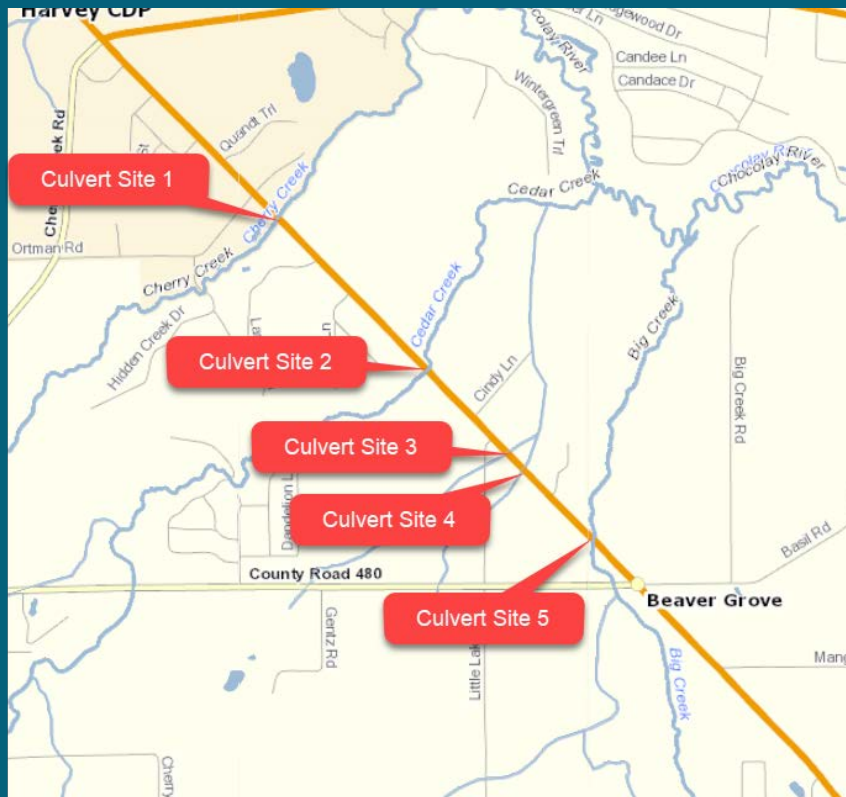 Harvey CDP
Chocolay River
Candee Ln
Candace Dr
Wintergreen Trl
Quandt Trl
Culvert Site 1
Cherry Creek
Chocolay River
Cedar Creek
Ortman Rd
Cherry Creek
Hidden Creek Dr
Cedar Creek
Big Creek
Culvert Site 2
Cindy Ln
Big Creek Rd
Culvert Site 3
Culvert Site 4
Basil Rd
County Road 480
Beaver Grove
Culvert Site 5
Gentz Rd
Big Creek